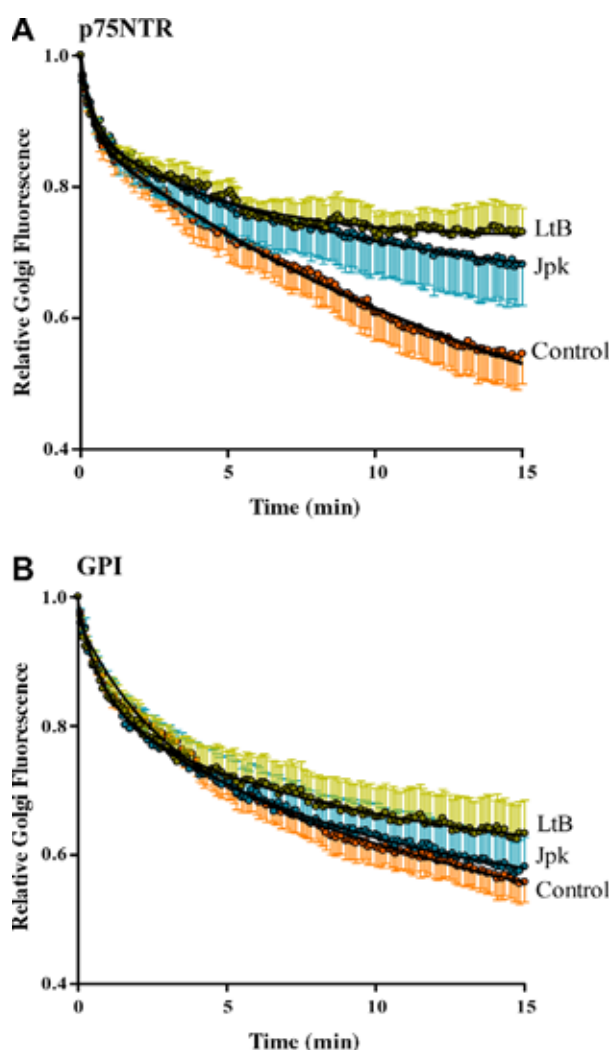 A
p75NTR
1.0
0.8
0.6
0.4
Relative Golgi Fluorescence
LtB
Jpk
Control
0
5
10
15
Time (min)
B
GPI
1.0
0.8
0.6
0.4
Relative Golgi Fluorescence
LtB
Jpk
Control
0
5
10
15
Time (min)